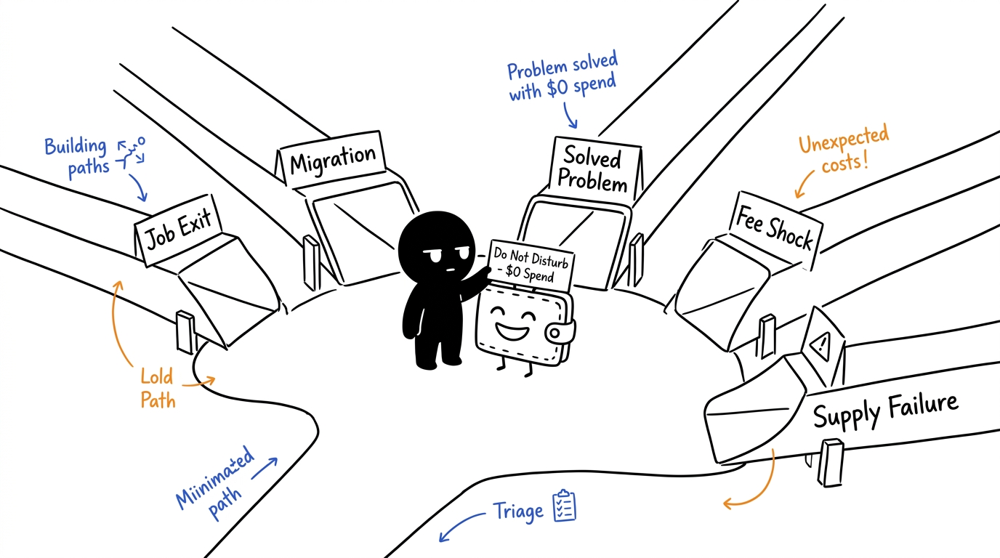 Problem solved
with $0 spend
Building
paths
Migration
Solved
Problem
Unexpected
costs!
Job Exit
Fee Shock
Do Not Disturb
- $0 Spend
Lold
Path
Supply Failure
Miinimated
path
Triage